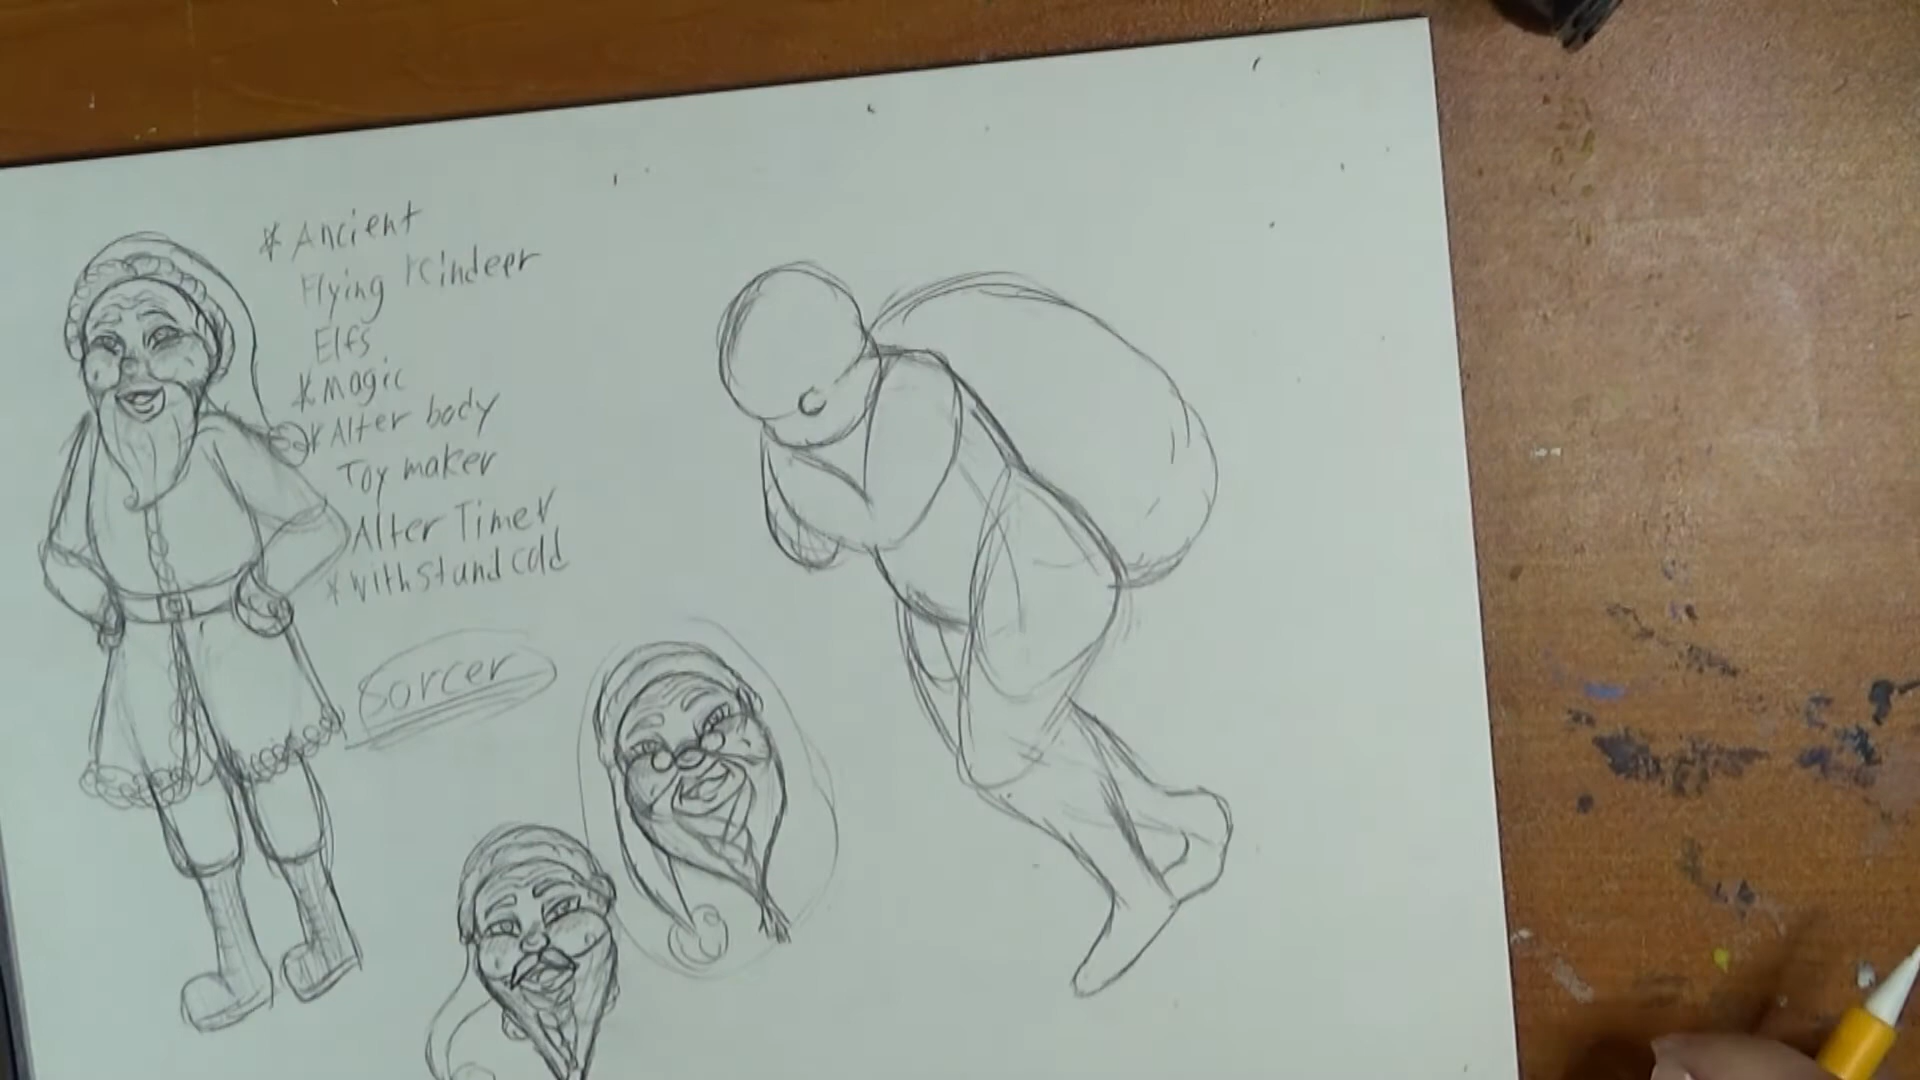 * Ancient
Flying reindeer
Elfs
* magic
* Alter body
Toy maker
Alter Timer
* withstand cold
Sorcer